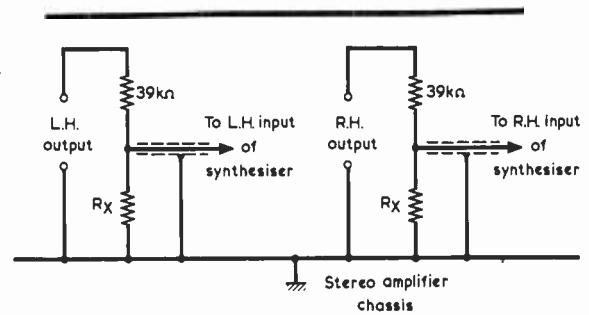 39kΩ
L.H.
output
To L.H. input
of
synthesiser
RX
39kΩ
R.H.
output
To R.H. input
of
synthesiser
RX
Stereo amplifier
chassis